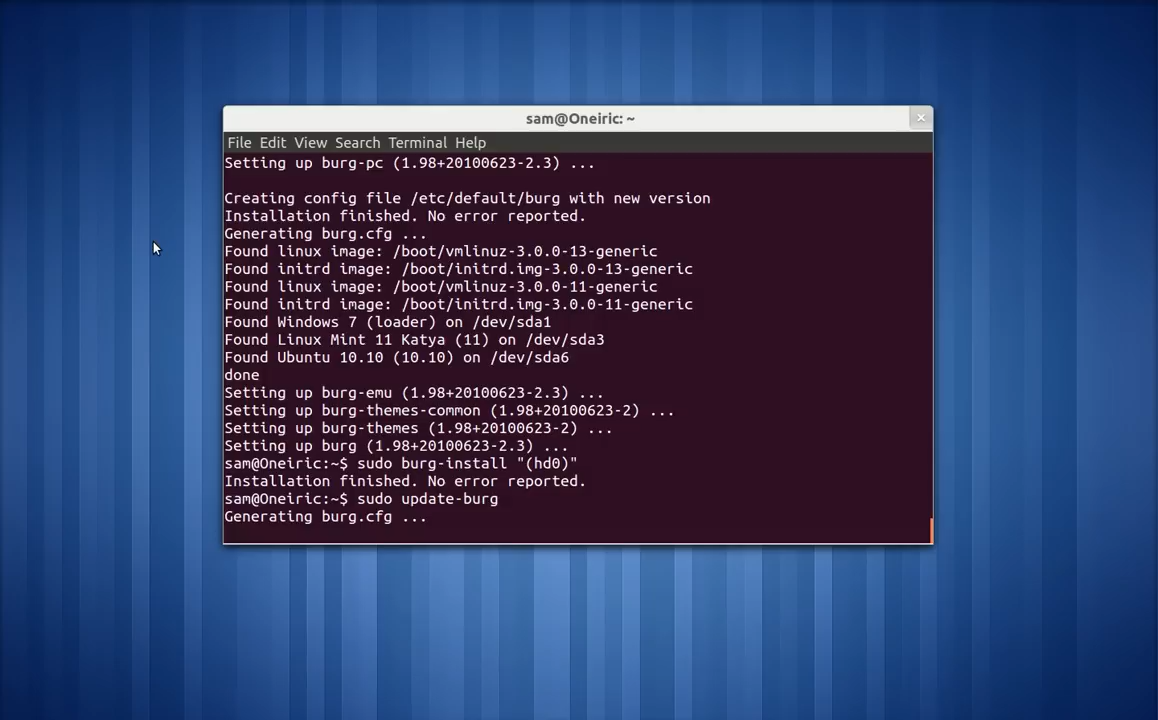 sam@Oneiric: ~
File Edit View Search Terminal Help
Setting up burg-pc (1.98+20100623-2.3) ...
Creating config file /etc/default/burg with new version
Installation finished. No error reported.
Generating burg.cfg ...
Found linux image: /boot/vmlinuz-3.0.0-13-generic
Found initrd image: /boot/initrd.img-3.0.0-13-generic
Found linux image: /boot/vmlinuz-3.0.0-11-generic
Found initrd image: /boot/initrd.img-3.0.0-11-generic
Found Windows 7 (loader) on /dev/sda1
Found Linux Mint 11 Katya (11) on /dev/sda3
Found Ubuntu 10.10 (10.10) on /dev/sda6
done
Setting up burg-emu (1.98+20100623-2.3) ...
Setting up burg-themes-common (1.98+20100623-2) ...
Setting up burg-themes (1.98+20100623-2) ...
Setting up burg (1.98+20100623-2.3) ...
sam@Oneiric:~$ sudo burg-install "(hd0)"
Installation finished. No error reported.
sam@Oneiric:~$ sudo update-burg
Generating burg.cfg ...